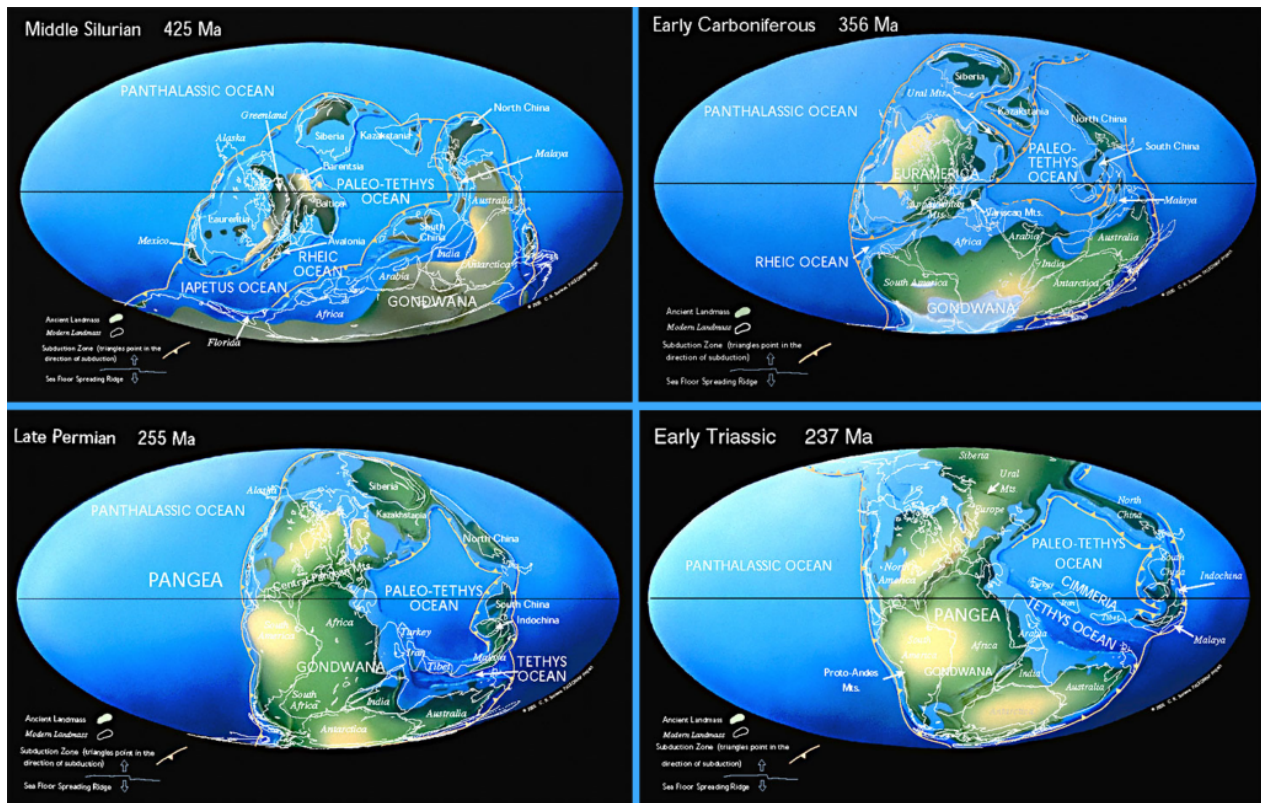 Middle Silurian 425 Ma
PANTHALASSIC OCEAN
Greenland
North China
Alaska
Siberia
Kazakstania
Malaya
Barentsia
PALEO-TETHYS
OCEAN
Australia
Laurentia
Baltica
South
China
Mexico
Avalonia
RHEIC
OCEAN
India
Antarctica
IAPETUS OCEAN
Arabia
GONDWANA
Africa
Florida
Ancient Landmass
Modern Landmass
Subduction Zone (triangles point in the
direction of subduction)
Sea Floor Spreading Ridge
Early Carboniferous 356 Ma
Siberia
Ural Mts.
PANTHALASSIC OCEAN
Kazakstania
North China
South China
PALEO-
TETHYS
OCEAN
EURAMERICA
Mts.
Malaya
Africa
Arabia
Australia
RHEIC OCEAN
India
South America
Antarctica
GONDWANA
Ancient Landmass
Modern Landmass
Subduction Zone (triangles point in the
direction of subduction)
Sea Floor Spreading Ridge
Late Permian 255 Ma
Siberia
Alaska
PANTHALASSIC OCEAN
Kazakhstania
North China
PANGEA
Central Pangean Mts.
PALEO-TETHYS
OCEAN
South China
Indochina
South
America
Africa
Turkey
Iran
Tibet
Malaya
TETHYS
OCEAN
GONDWANA
South
Africa
India
Australia
Antarctica
Ancient Landmass
Modern Landmass
Subduction Zone (triangles point in the
direction of subduction)
Sea Floor Spreading Ridge
Early Triassic 237 Ma
Siberia
Ural
Mts.
Europe
North
China
PALEO-TETHYS
OCEAN
PANTHALASSIC OCEAN
North
America
South
China
Indochina
CIMMERIA
Turkey
Iran
Tibet
TETHYS OCEAN
PANGEA
Malaya
South
America
Africa
Arabia
GONDWANA
India
Australia
Proto-Andes
Mts.
Ancient Landmass
Modern Landmass
Subduction Zone (triangles point in the
direction of subduction)
Sea Floor Spreading Ridge